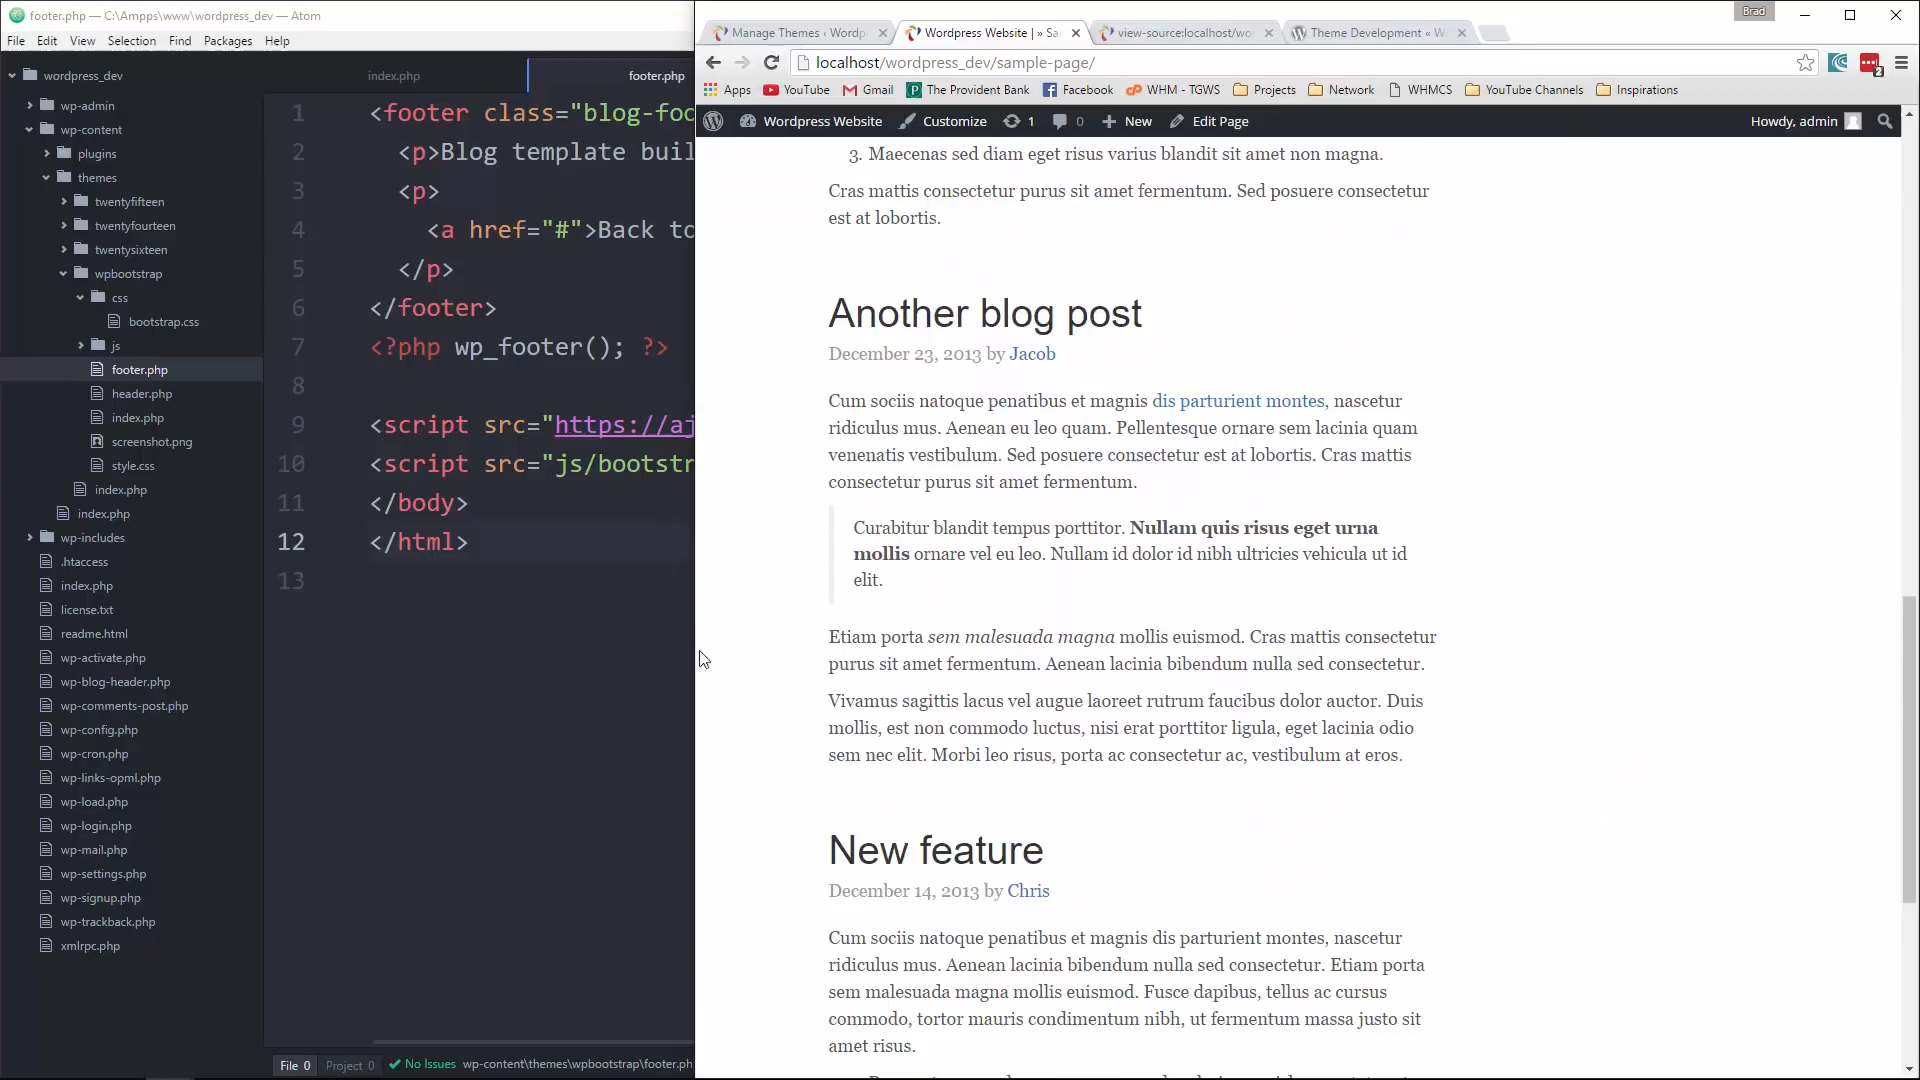 footer.php — C:\Ampps\www\wordpress_dev — Atom
File Edit View Selection Find Packages Help
wordpress_dev
wp-admin
wp-content
plugins
themes
twentyfifteen
twentyfourteen
twentysixteen
wpbootstrap
css
bootstrap.css
js
footer.php
header.php
index.php
screenshot.png
style.css
index.php
index.php
wp-includes
.htaccess
index.php
license.txt
readme.html
wp-activate.php
wp-blog-header.php
wp-comments-post.php
wp-config.php
wp-cron.php
wp-links-opml.php
wp-load.php
wp-login.php
wp-mail.php
wp-settings.php
wp-signup.php
wp-trackback.php
xmlrpc.php
index.php footer.php
1 <footer class="blog-foo
2 <p>Blog template buil
3 <p>
4 <a href="#">Back to
5 </p>
6 </footer>
7 <?php wp_footer(); ?>
8
9 <script src="https://aj
10 <script src="js/bootstr
11 </body>
12 </html>
13
File 0 Project 0 No Issues wp-content\themes\wpbootstrap\footer.ph
Brad
Manage Themes ‹ Wordp Wordpress Website | » Sa view-source:localhost/wo Theme Development « W
localhost/wordpress_dev/sample-page/
2
Apps YouTube Gmail The Provident Bank Facebook WHM - TGWS Projects Network WHMCS YouTube Channels Inspirations
Wordpress Website Customize 1 0 New Edit Page Howdy, admin
3. Maecenas sed diam eget risus varius blandit sit amet non magna.
Cras mattis consectetur purus sit amet fermentum. Sed posuere consectetur
est at lobortis.
Another blog post
December 23, 2013 by Jacob
Cum sociis natoque penatibus et magnis dis parturient montes, nascetur
ridiculus mus. Aenean eu leo quam. Pellentesque ornare sem lacinia quam
venenatis vestibulum. Sed posuere consectetur est at lobortis. Cras mattis
consectetur purus sit amet fermentum.
Curabitur blandit tempus porttitor. Nullam quis risus eget urna
mollis ornare vel eu leo. Nullam id dolor id nibh ultricies vehicula ut id
elit.
Etiam porta sem malesuada magna mollis euismod. Cras mattis consectetur
purus sit amet fermentum. Aenean lacinia bibendum nulla sed consectetur.
Vivamus sagittis lacus vel augue laoreet rutrum faucibus dolor auctor. Duis
mollis, est non commodo luctus, nisi erat porttitor ligula, eget lacinia odio
sem nec elit. Morbi leo risus, porta ac consectetur ac, vestibulum at eros.
New feature
December 14, 2013 by Chris
Cum sociis natoque penatibus et magnis dis parturient montes, nascetur
ridiculus mus. Aenean lacinia bibendum nulla sed consectetur. Etiam porta
sem malesuada magna mollis euismod. Fusce dapibus, tellus ac cursus
commodo, tortor mauris condimentum nibh, ut fermentum massa justo sit
amet risus.